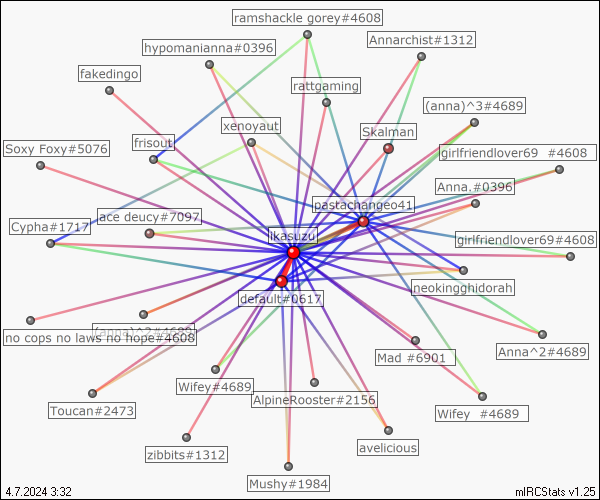 ramshackle gorey#4608
Annarchist#1312
hypomanianna#0396
fakedingo
rattgaming
(anna)^3#4689
xenoyaut
Skalman
frisout
Soxy Foxy#5076
girlfriendlover69 #4608
Anna.#0396
pastachangeo41
ace deucy#7097
Cypha#1717
likasuzu
girlfriendlover69#4608
neokingghidorah
default#0617
(anna)^2#4689
no cops no laws no hope#4608
Anna^2#4689
Mad #6901
Wifey#4689
AlpineRooster#2156
Toucan#2473
Wifey #4689
avelicious
zibbits#1312
Mushy#1984
4.7.2024 3:32
mIRCStats v1.25